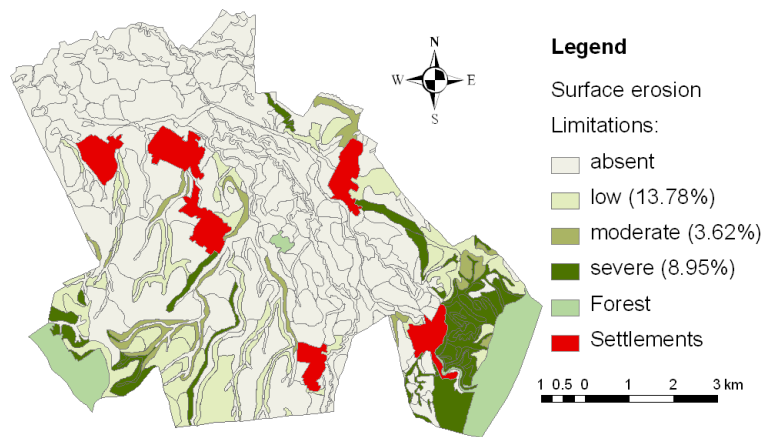 N
W E
S
Legend
Surface erosion
Limitations:
absent
low (13.78%)
moderate (3.62%)
severe (8.95%)
Forest
Settlements
1 0.5 0 1 2 3 km